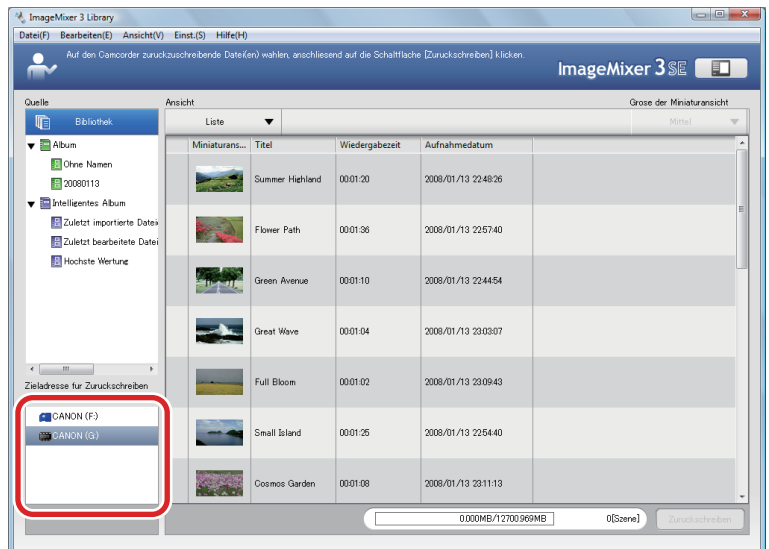 ImageMixer 3 Library
Datei(F) Bearbeiten(E) Ansicht(V) Einst.(S) Hilfe(H)
Auf den Camcorder zuruckzuschreibende Datei(en) wahlen, anschliesend auf die Schaltflache [Zuruckschreiben] klicken.
ImageMixer 3 SE
Quelle Ansicht Grose der Miniaturansicht
Bibliothek Liste Mittel
Album
Ohne Namen
20080113
Intelligentes Album
Zuletzt importierte Datei
Zuletzt bearbeitete Datei
Hochste Wertung
Miniaturans... Titel Wiedergabezeit Aufnahmedatum
Summer Highland 00:01:20 2008/01/13 22:48:26
Flower Path 00:01:36 2008/01/13 22:57:40
Green Avenue 00:01:10 2008/01/13 22:44:54
Great Wave 00:01:04 2008/01/13 23:03:07
Full Bloom 00:01:02 2008/01/13 23:09:43
Small Island 00:01:25 2008/01/13 22:54:40
Cosmos Garden 00:01:08 2008/01/13 23:11:13
Zieladresse fur Zuruckschreiben
CANON (F:)
CANON (G:)
0.000MB/12700.969MB 0[Szene] Zuruckschreiben